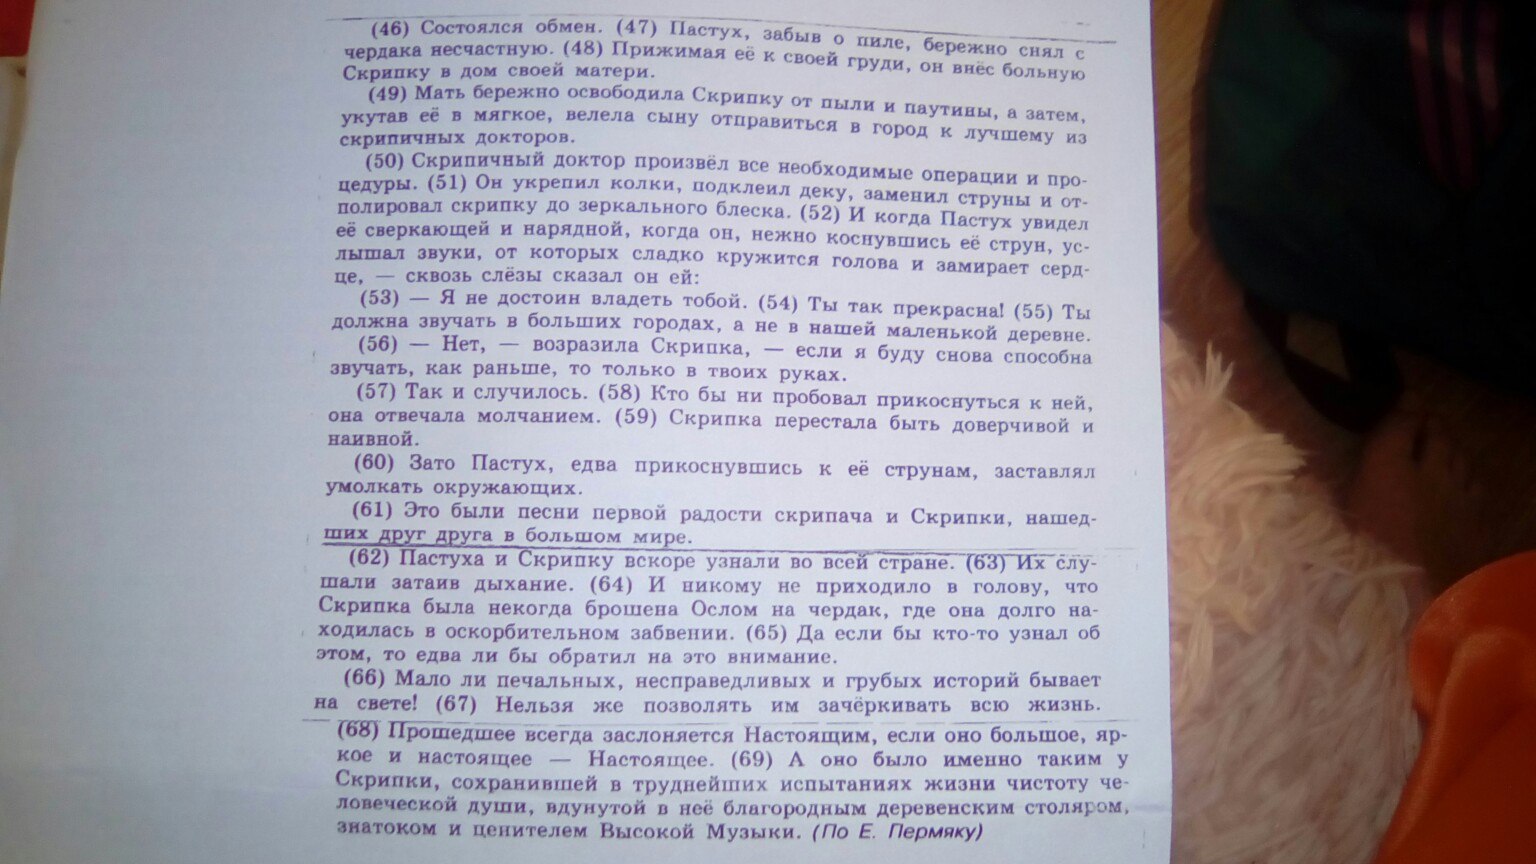 (46) Состоялся обмен. (47) Пастух, забыв о пиле, бережно снял с
чердака несчастную. (48) Прижимая её к своей груди, он внёс больную
Скрипку в дом своей матери.
(49) Мать бережно освободила Скрипку от пыли и паутины, а затем,
укутав её в мягкое, велела сыну отправиться в город к лучшему из
скрипичных докторов.
(50) Скрипичный доктор произвёл все необходимые операции и про-
цедуры. (51) Он укрепил колки, подклеил деку, заменил струны и от-
полировал скрипку до зеркального блеска. (52) И когда Пастух увидел
её сверкающей и нарядной, когда он, нежно коснувшись её струн, ус-
лышал звуки, от которых сладко кружится голова и замирает серд-
це, — сквозь слёзы сказал он ей:
(53) — Я не достоин владеть тобой. (54) Ты так прекрасна! (55) Ты
должна звучать в больших городах, а не в нашей маленькой деревне.
(56) — Нет, — возразила Скрипка, — если я буду снова способна
звучать, как раньше, то только в твоих руках.
(57) Так и случилось. (58) Кто бы ни пробовал прикоснуться к ней,
она отвечала молчанием. (59) Скрипка перестала быть доверчивой и
наивной.
(60) Зато Пастух, едва прикоснувшись к её струнам, заставлял
умолкать окружающих.
(61) Это были песни первой радости скрипача и Скрипки, нашед-
ших друг друга в большом мире.
(62) Пастуха и Скрипку вскоре узнали во всей стране. (63) Их слу-
шали затаив дыхание. (64) И никому не приходило в голову, что
Скрипка была некогда брошена Ослом на чердак, где она долго на-
ходилась в оскорбительном забвении. (65) Да если бы кто-то узнал об
этом, то едва ли бы обратил на это внимание.
(66) Мало ли печальных, несправедливых и грубых историй бывает
на свете! (67) Нельзя же позволять им зачёркивать всю жизнь.
(68) Прошедшее всегда заслоняется Настоящим, если оно большое, яр-
кое и настоящее — Настоящее. (69) А оно было именно таким у
Скрипки, сохранившей в труднейших испытаниях жизни чистоту че-
ловеческой души, вдунутой в неё благородным деревенским столяром,
знатоком и ценителем Высокой Музыки. (По Е. Пермяку)